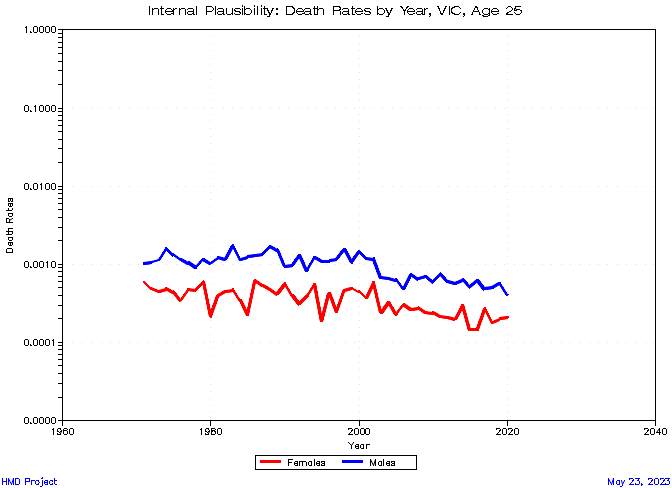 Internal Plausibility: Death Rates by Year, VIC, Age 25
1.0000
0.1000
0.0100
0.0010
0.0001
0.0000
Death Rates
1960 1980 2000 2020 2040
Year
Females Males
HMD Project
May 23, 2023